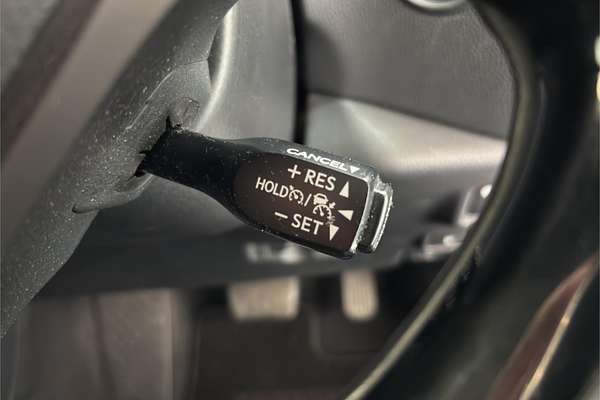 CANCEL
+ RES
HOLD /
− SET